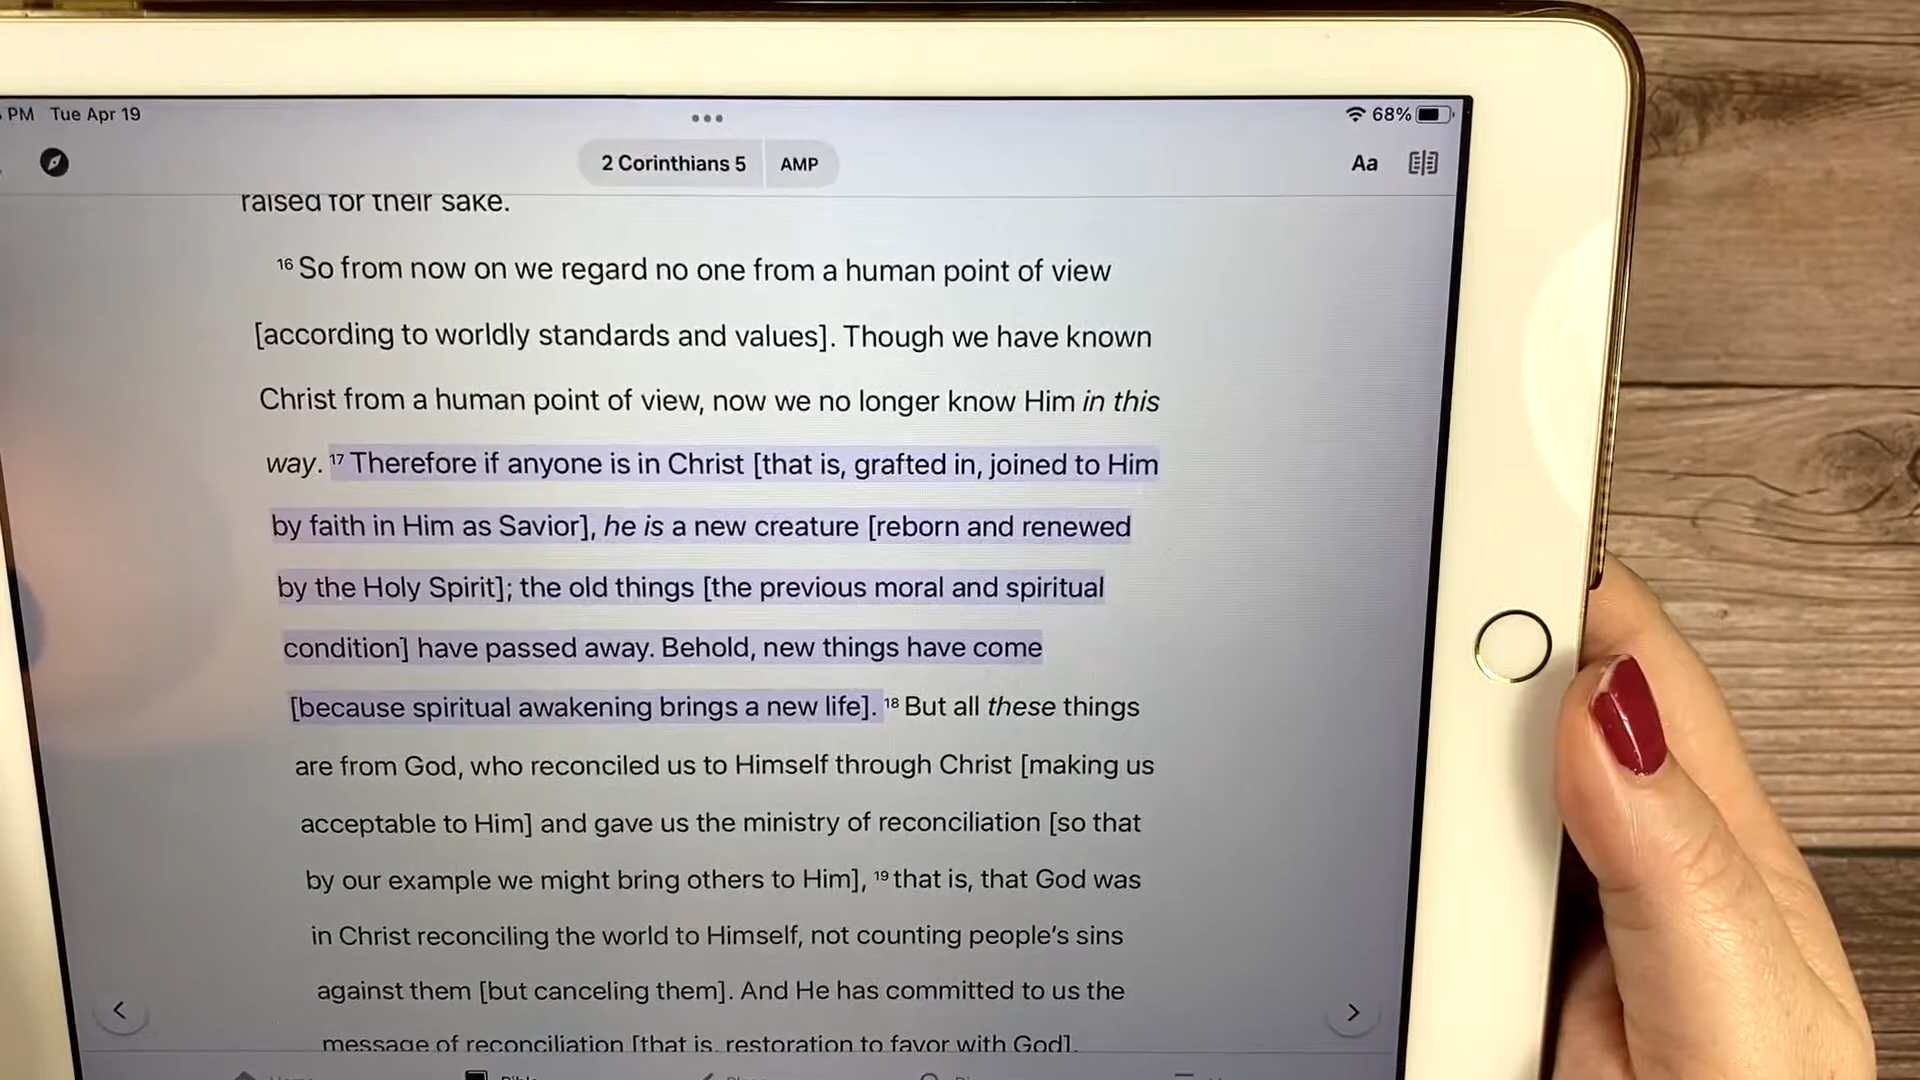 PM Tue Apr 19
68%
2 Corinthians 5 AMP
Aa
raised for their sake.
16 So from now on we regard no one from a human point of view
[according to worldly standards and values]. Though we have known
Christ from a human point of view, now we no longer know Him in this
way. 17 Therefore if anyone is in Christ [that is, grafted in, joined to Him
by faith in Him as Savior], he is a new creature [reborn and renewed
by the Holy Spirit]; the old things [the previous moral and spiritual
condition] have passed away. Behold, new things have come
[because spiritual awakening brings a new life]. 18 But all these things
are from God, who reconciled us to Himself through Christ [making us
acceptable to Him] and gave us the ministry of reconciliation [so that
by our example we might bring others to Him], 19 that is, that God was
in Christ reconciling the world to Himself, not counting people’s sins
against them [but canceling them]. And He has committed to us the
message of reconciliation [that is, restoration to favor with God].